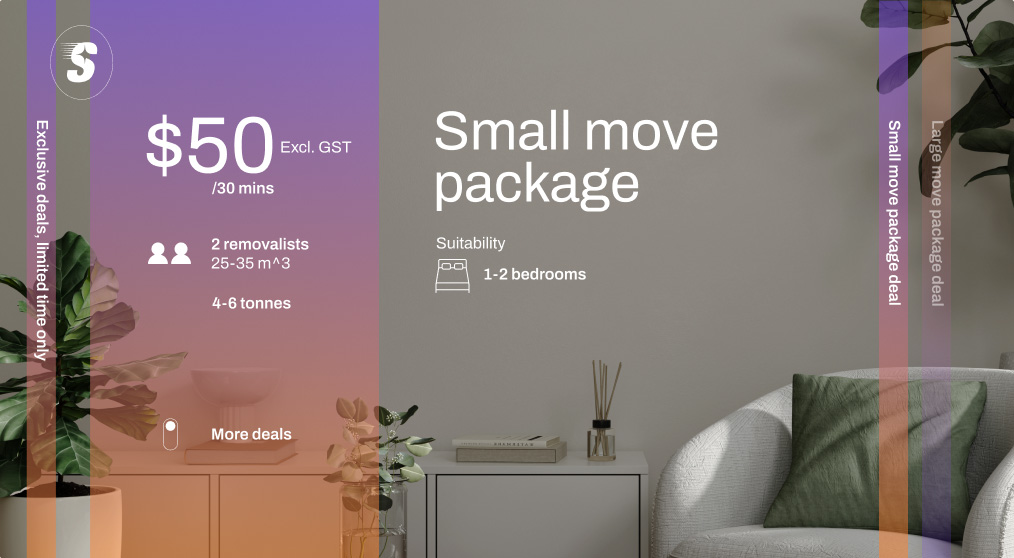 S
Exclusive deals, limited time only
$50 Excl. GST
/30 mins
2 removalists
25-35 m^3
4-6 tonnes
More deals
Small move
package
Suitability
1-2 bedrooms
Small move package deal
Large move package deal